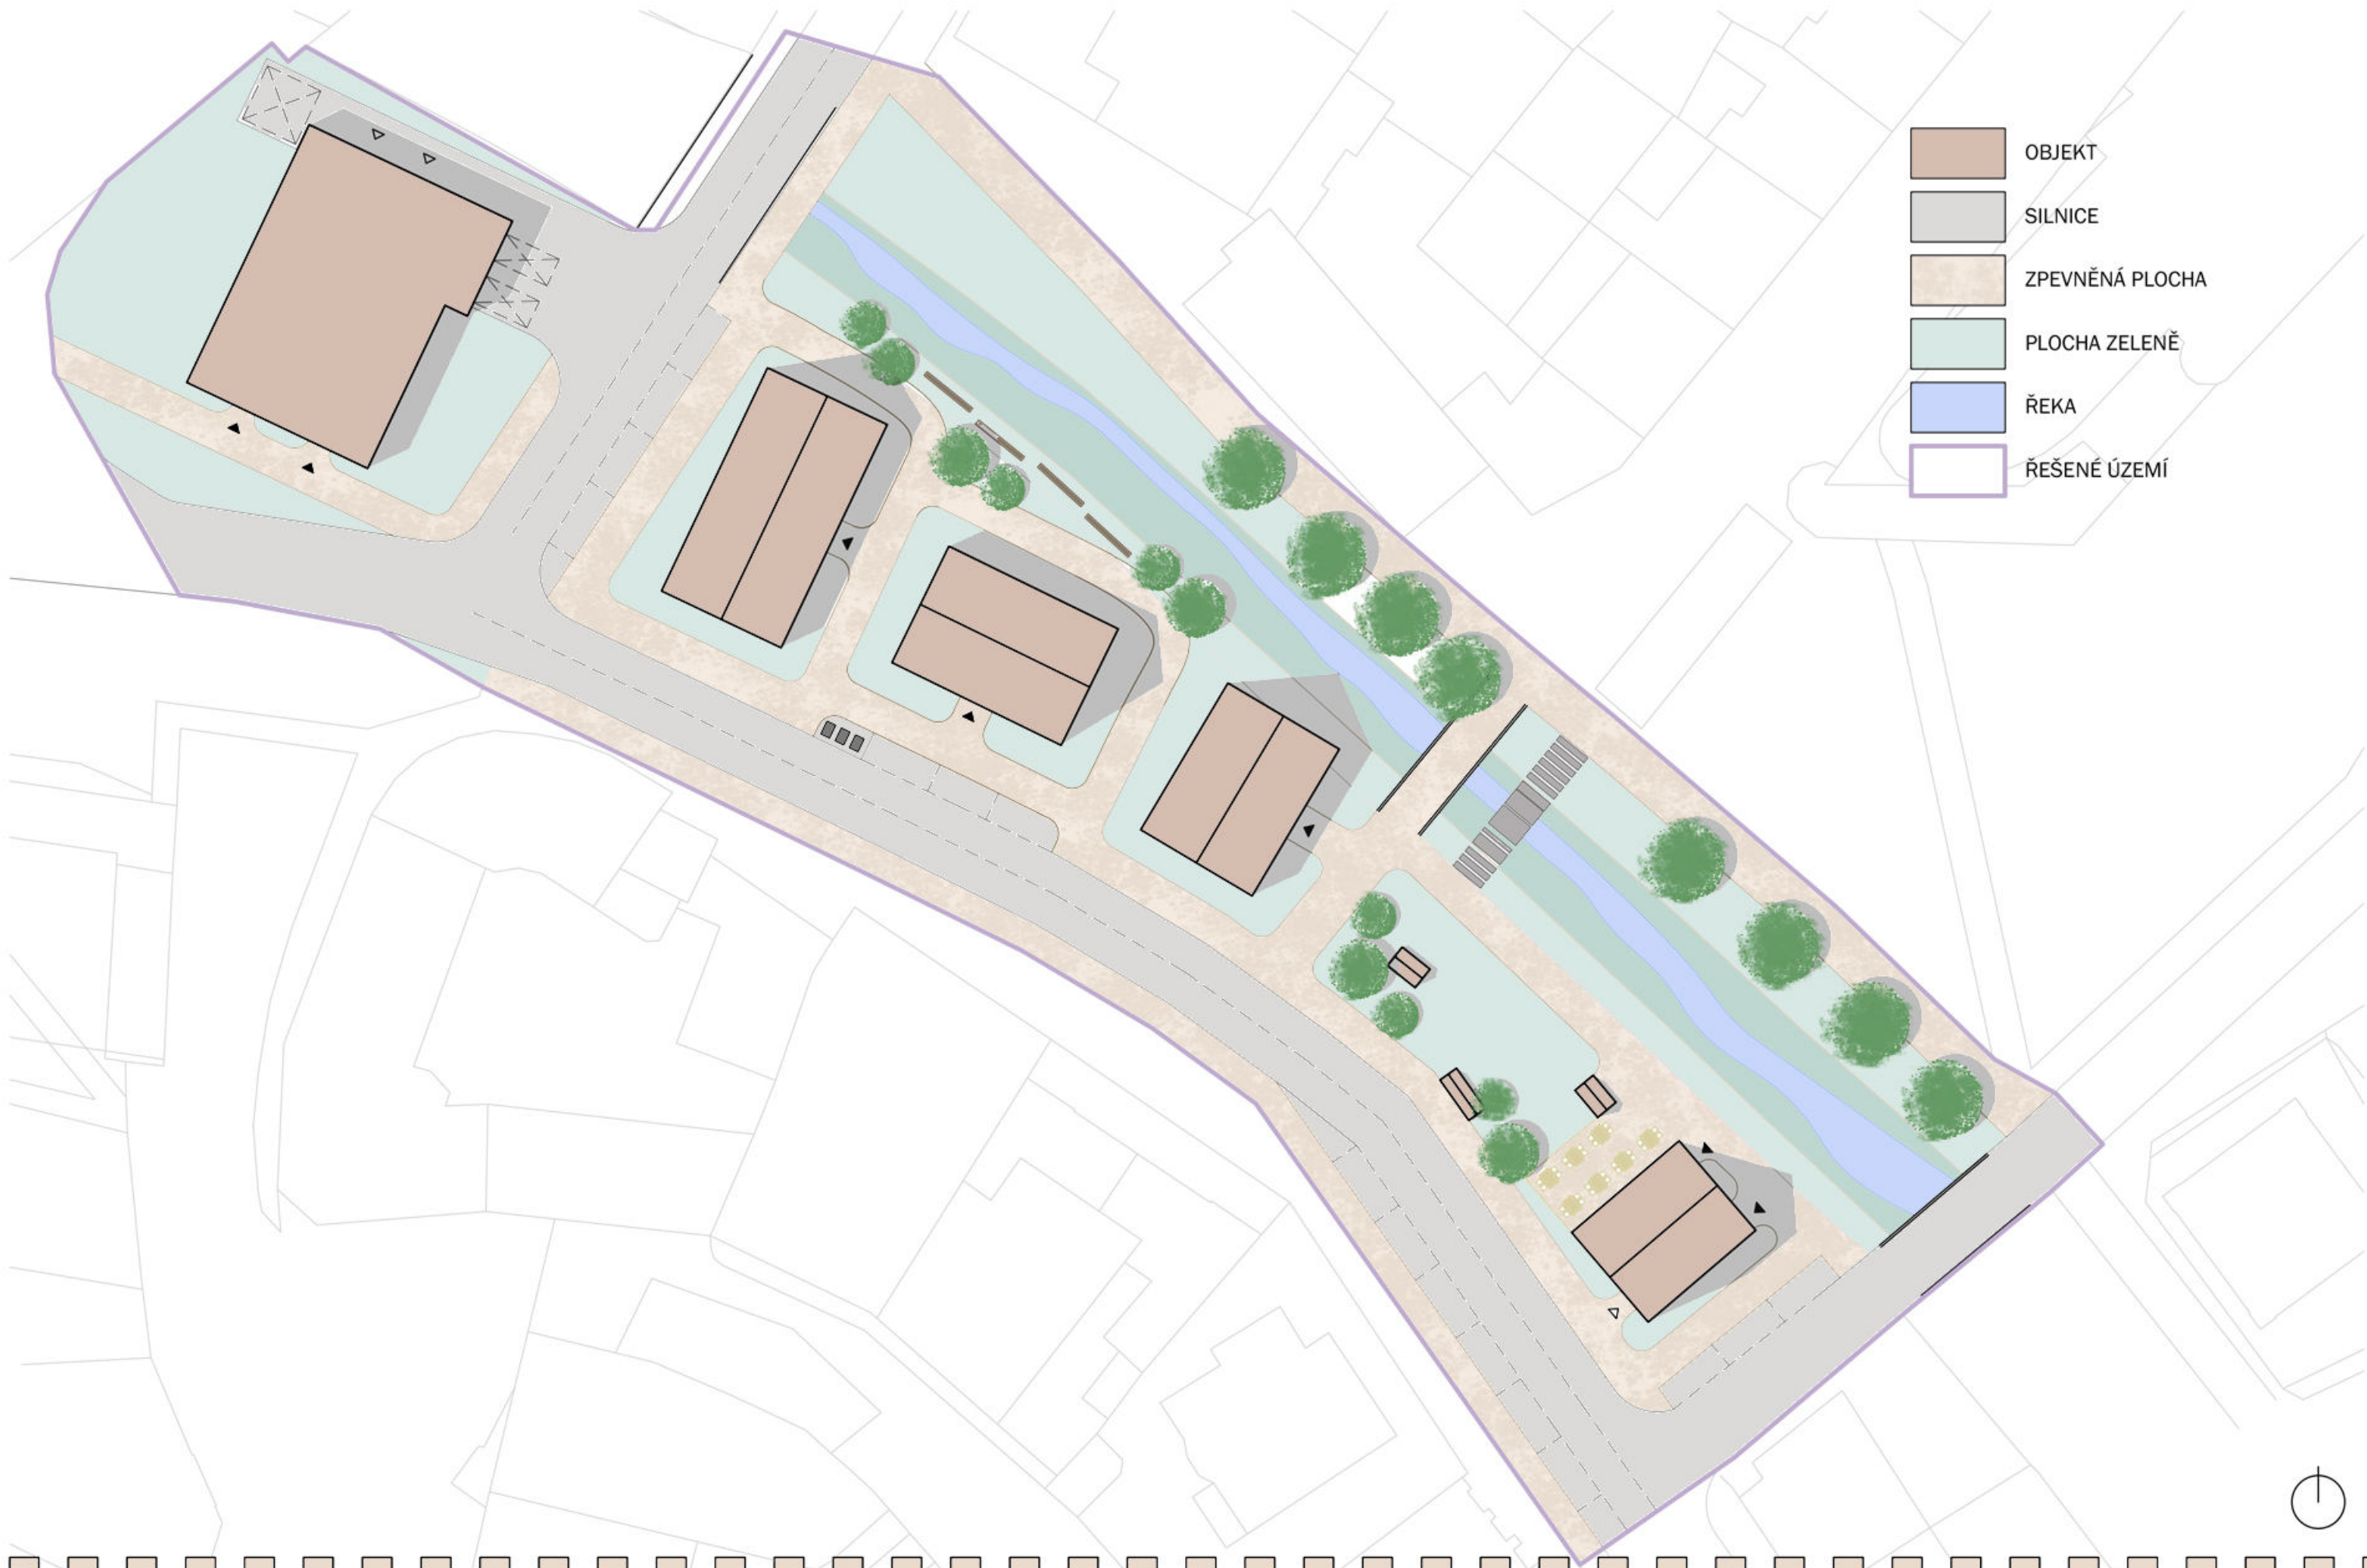 OBJEKT
SILNICE
ZPEVNĚNÁ PLOCHA
PLOCHA ZELENĚ
ŘEKA
ŘEŠENÉ ÚZEMÍ